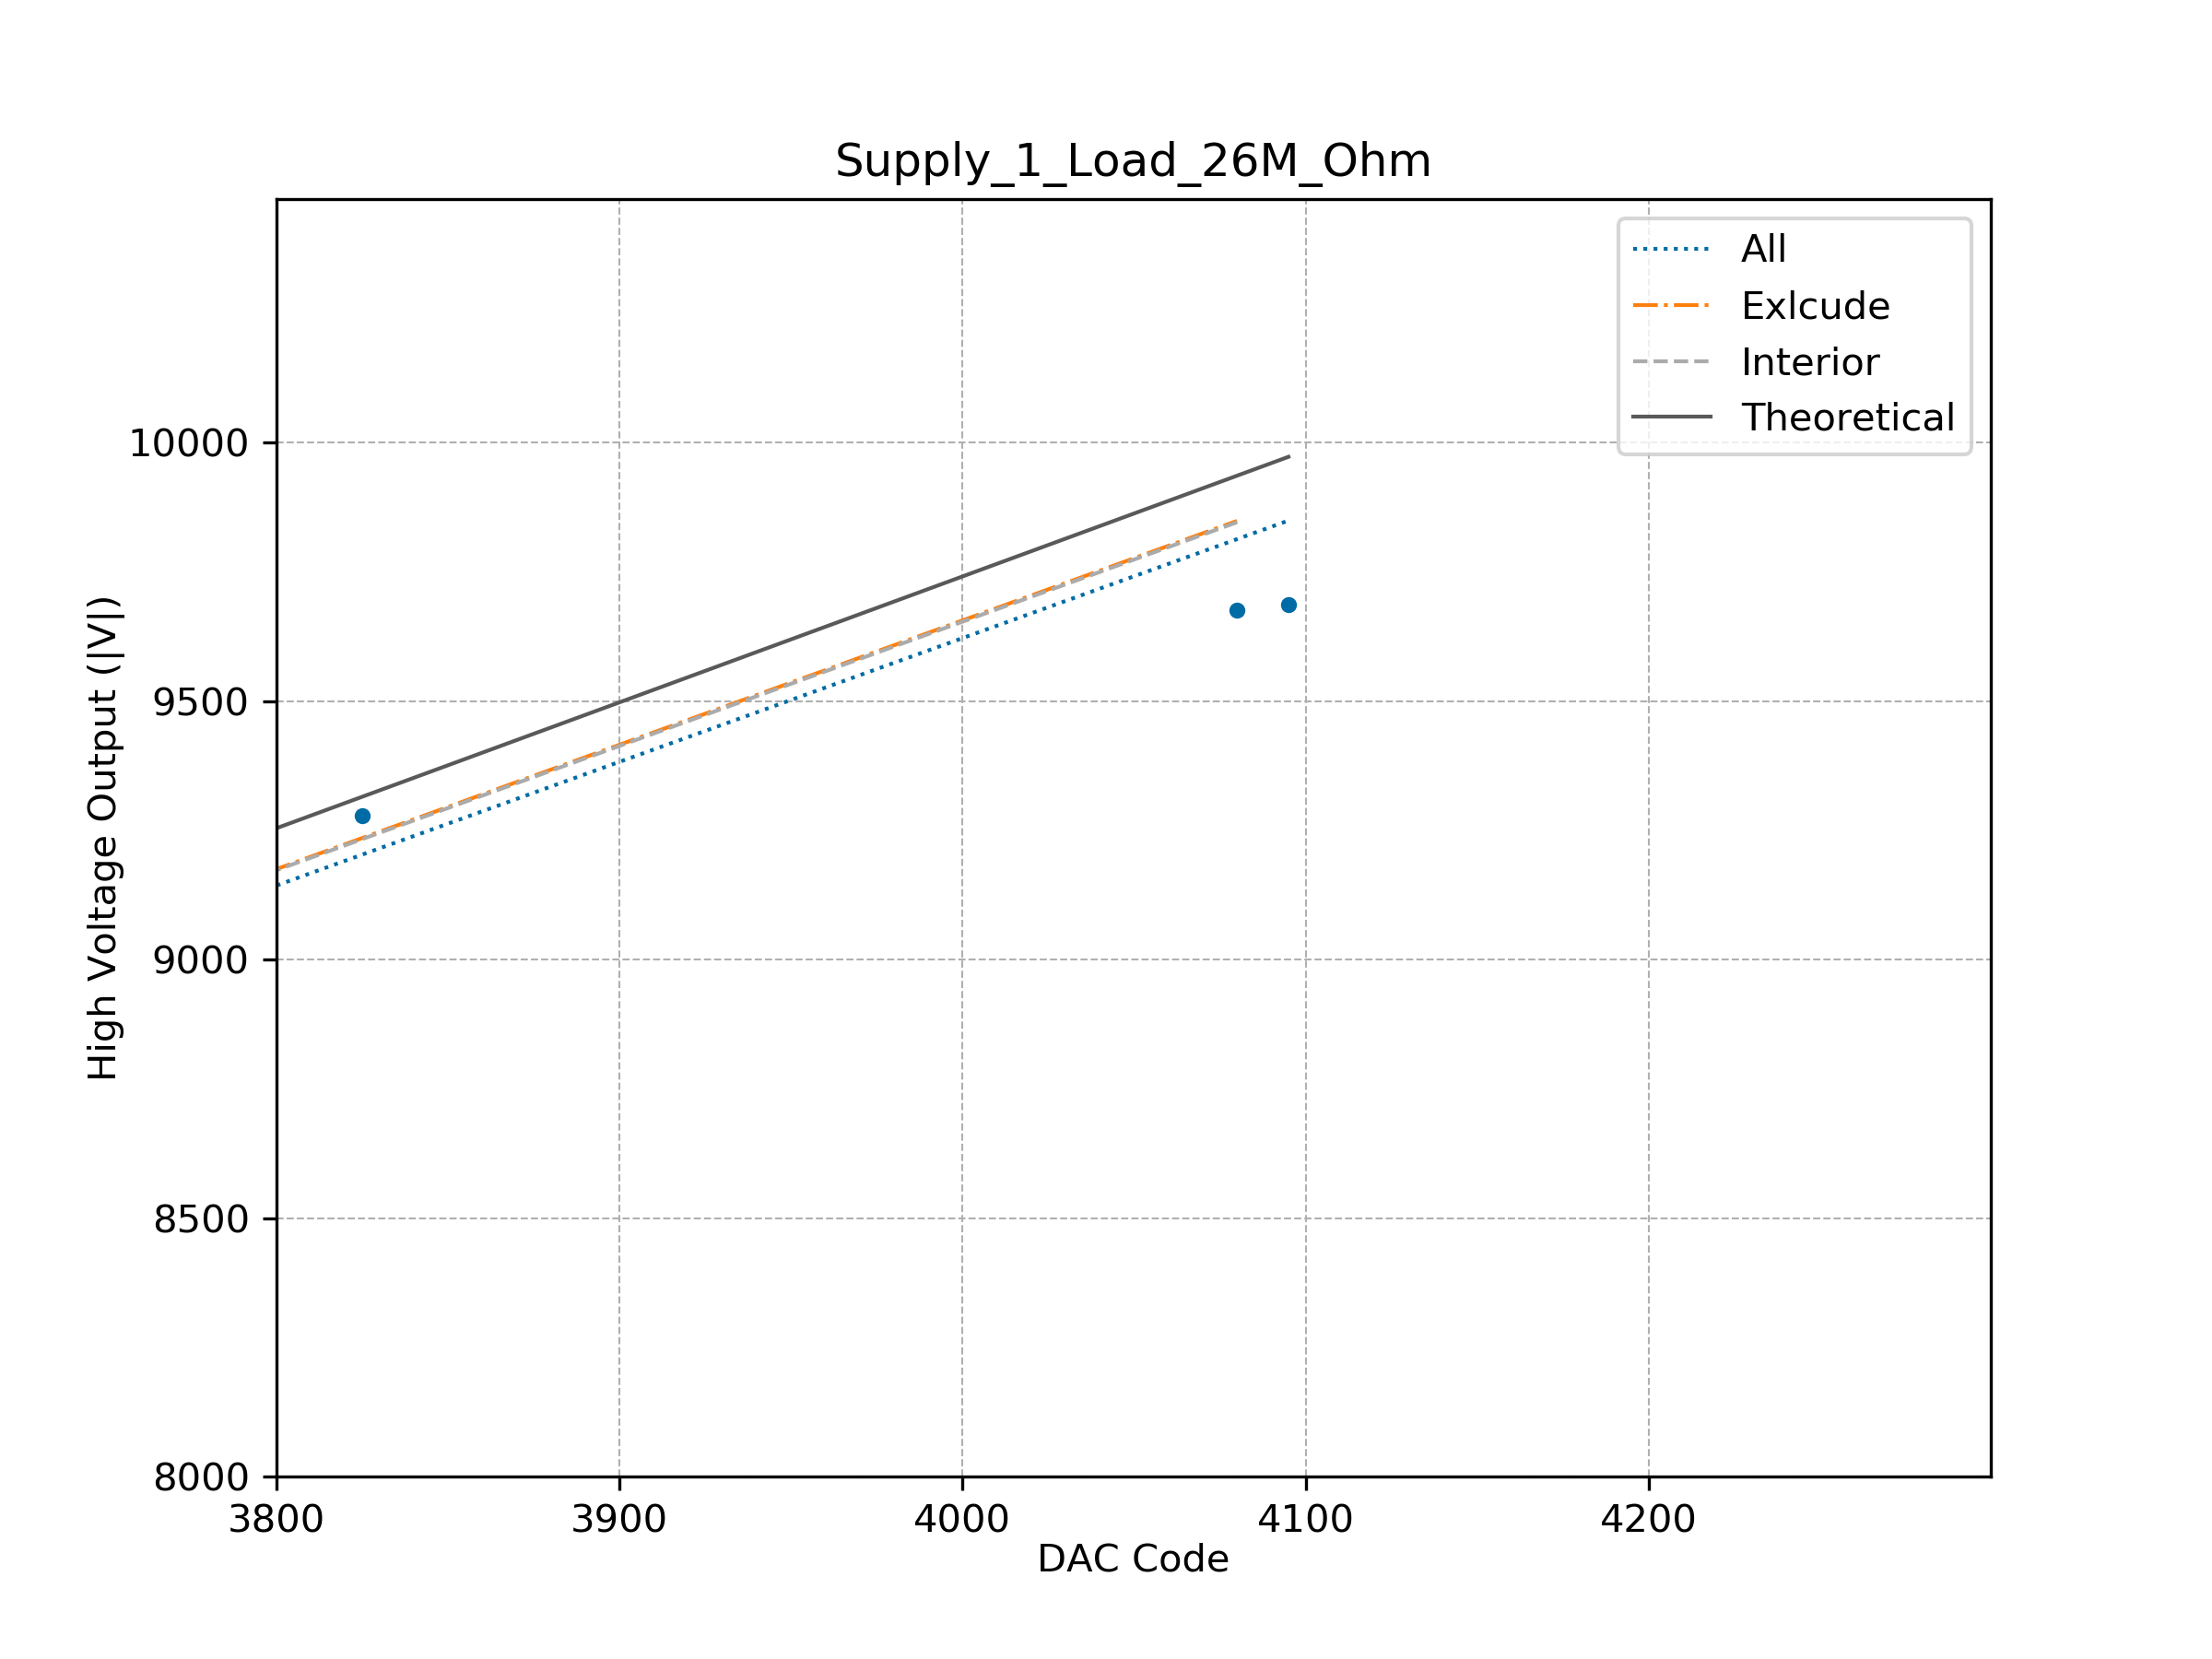 Supply_1_Load_26M_Ohm
All
Exlcude
Interior
Theoretical
High Voltage Output (|V|)
10000
9500
9000
8500
8000
3800 3900 4000 4100 4200
DAC Code